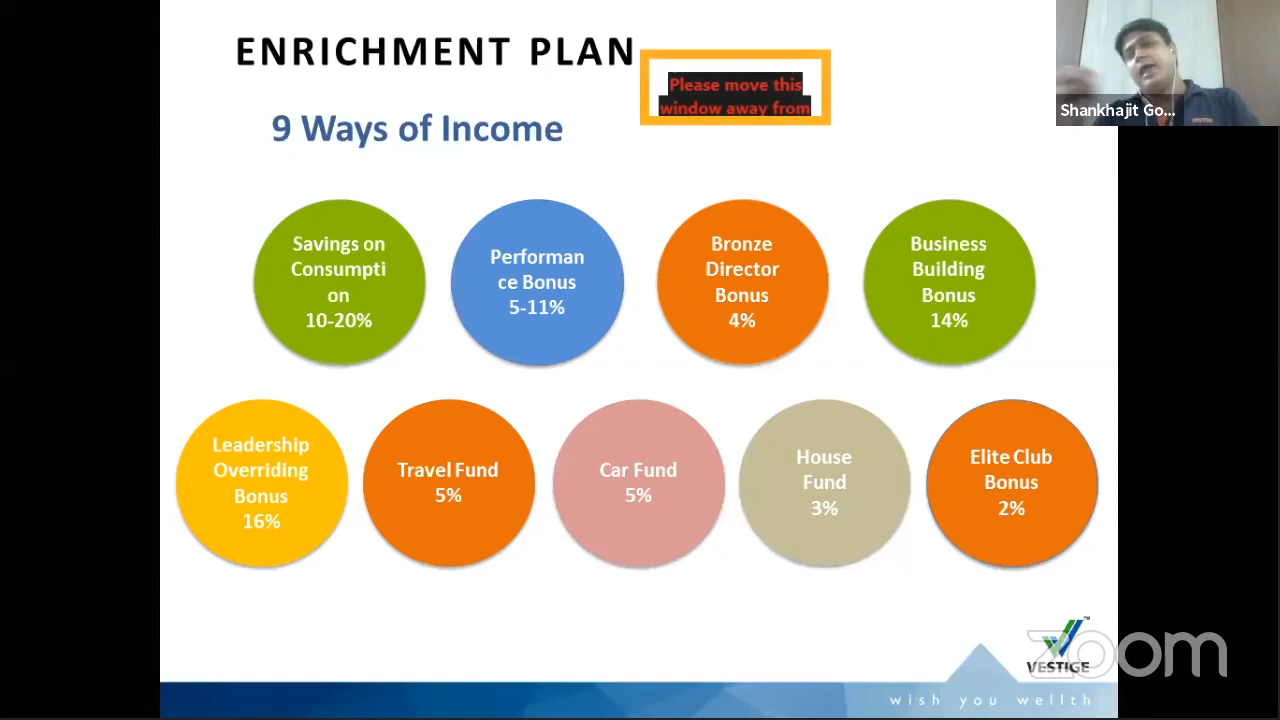 ENRICHMENT PLAN
Please move this
window away from
9 Ways of Income
Shankhajit Go...
Savings on
Consumpti
on
10-20%
Performan
ce Bonus
5-11%
Bronze
Director
Bonus
4%
Business
Building
Bonus
14%
Leadership
Overriding
Bonus
16%
Travel Fund
5%
Car Fund
5%
House
Fund
3%
Elite Club
Bonus
2%
TM
VESTIGE
zoom
wish you wellth